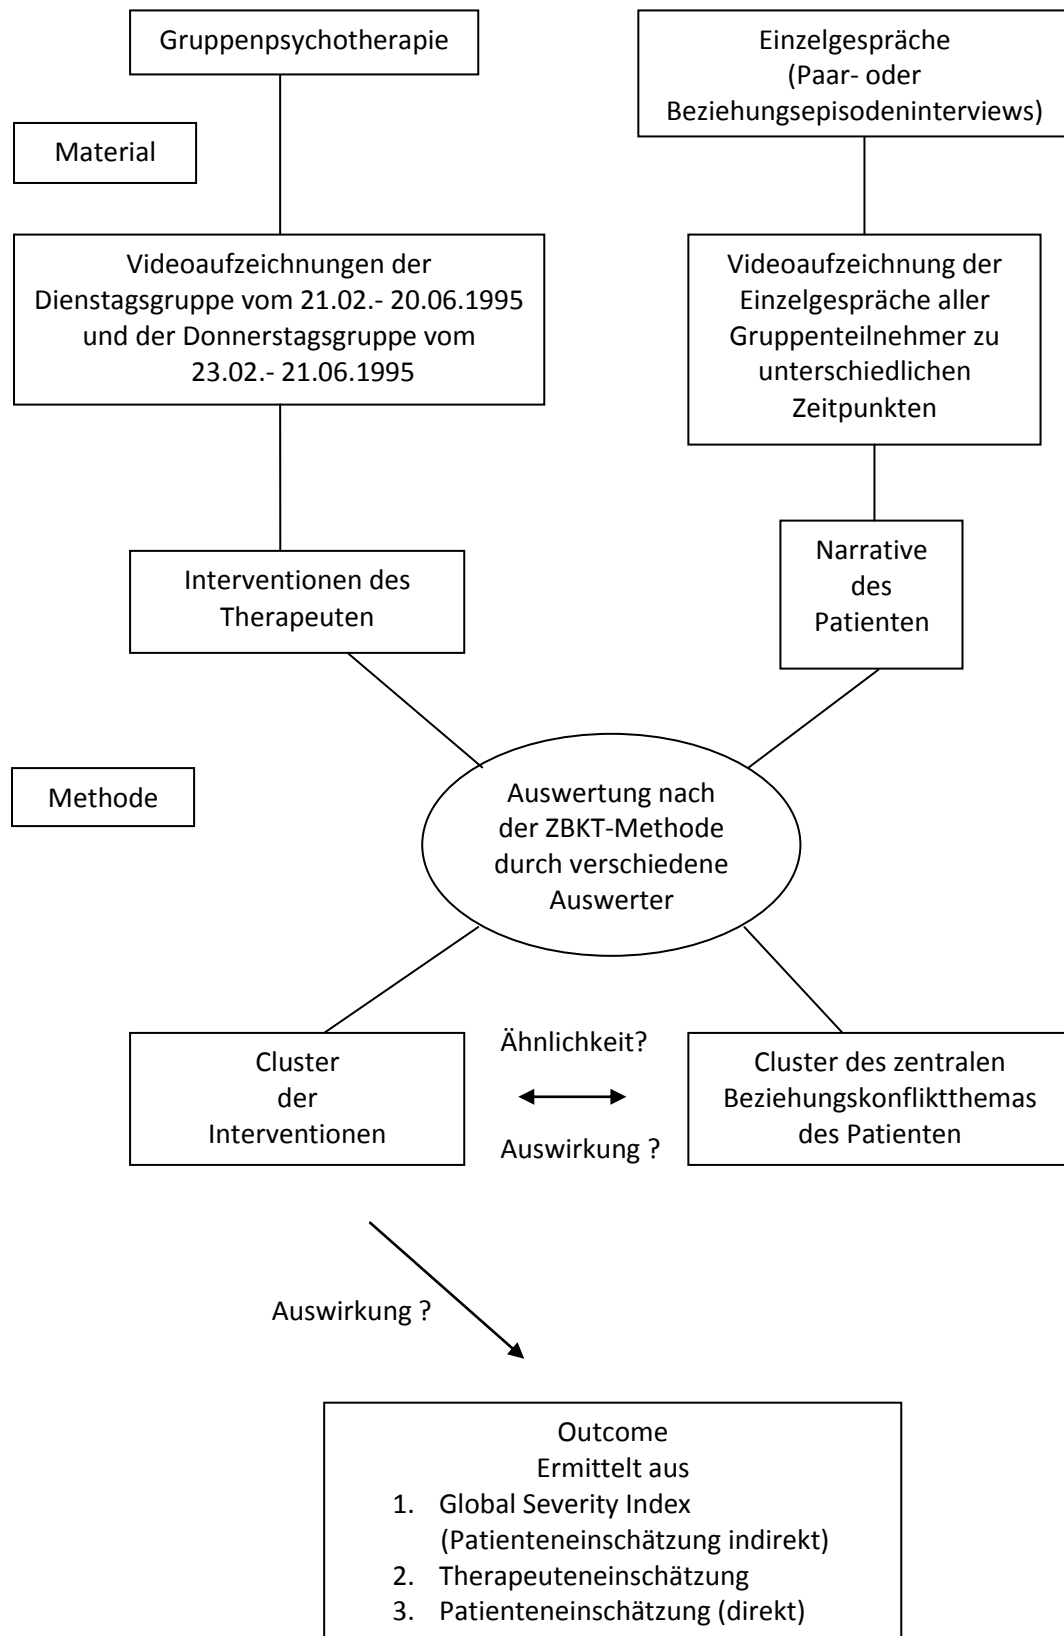 Gruppenpsychotherapie
Einzelgespräche
(Paar- oder
Beziehungsepisodeninterviews)
Material
Videoaufzeichnungen der
Dienstagsgruppe vom 21.02.- 20.06.1995
und der Donnerstagsgruppe vom
23.02.- 21.06.1995
Videoaufzeichnung der
Einzelgespräche aller
Gruppenteilnehmer zu
unterschiedlichen
Zeitpunkten
Interventionen des
Therapeuten
Narrative
des
Patienten
Methode
Auswertung nach
der ZBKT-Methode
durch verschiedene
Auswerter
Cluster
der
Interventionen
Ähnlichkeit?
Auswirkung ?
Cluster des zentralen
Beziehungskonfliktthemas
des Patienten
Auswirkung ?
Outcome
Ermittelt aus
1. Global Severity Index
(Patienteneinschätzung indirekt)
2. Therapeuteneinschätzung
3. Patienteneinschätzung (direkt)